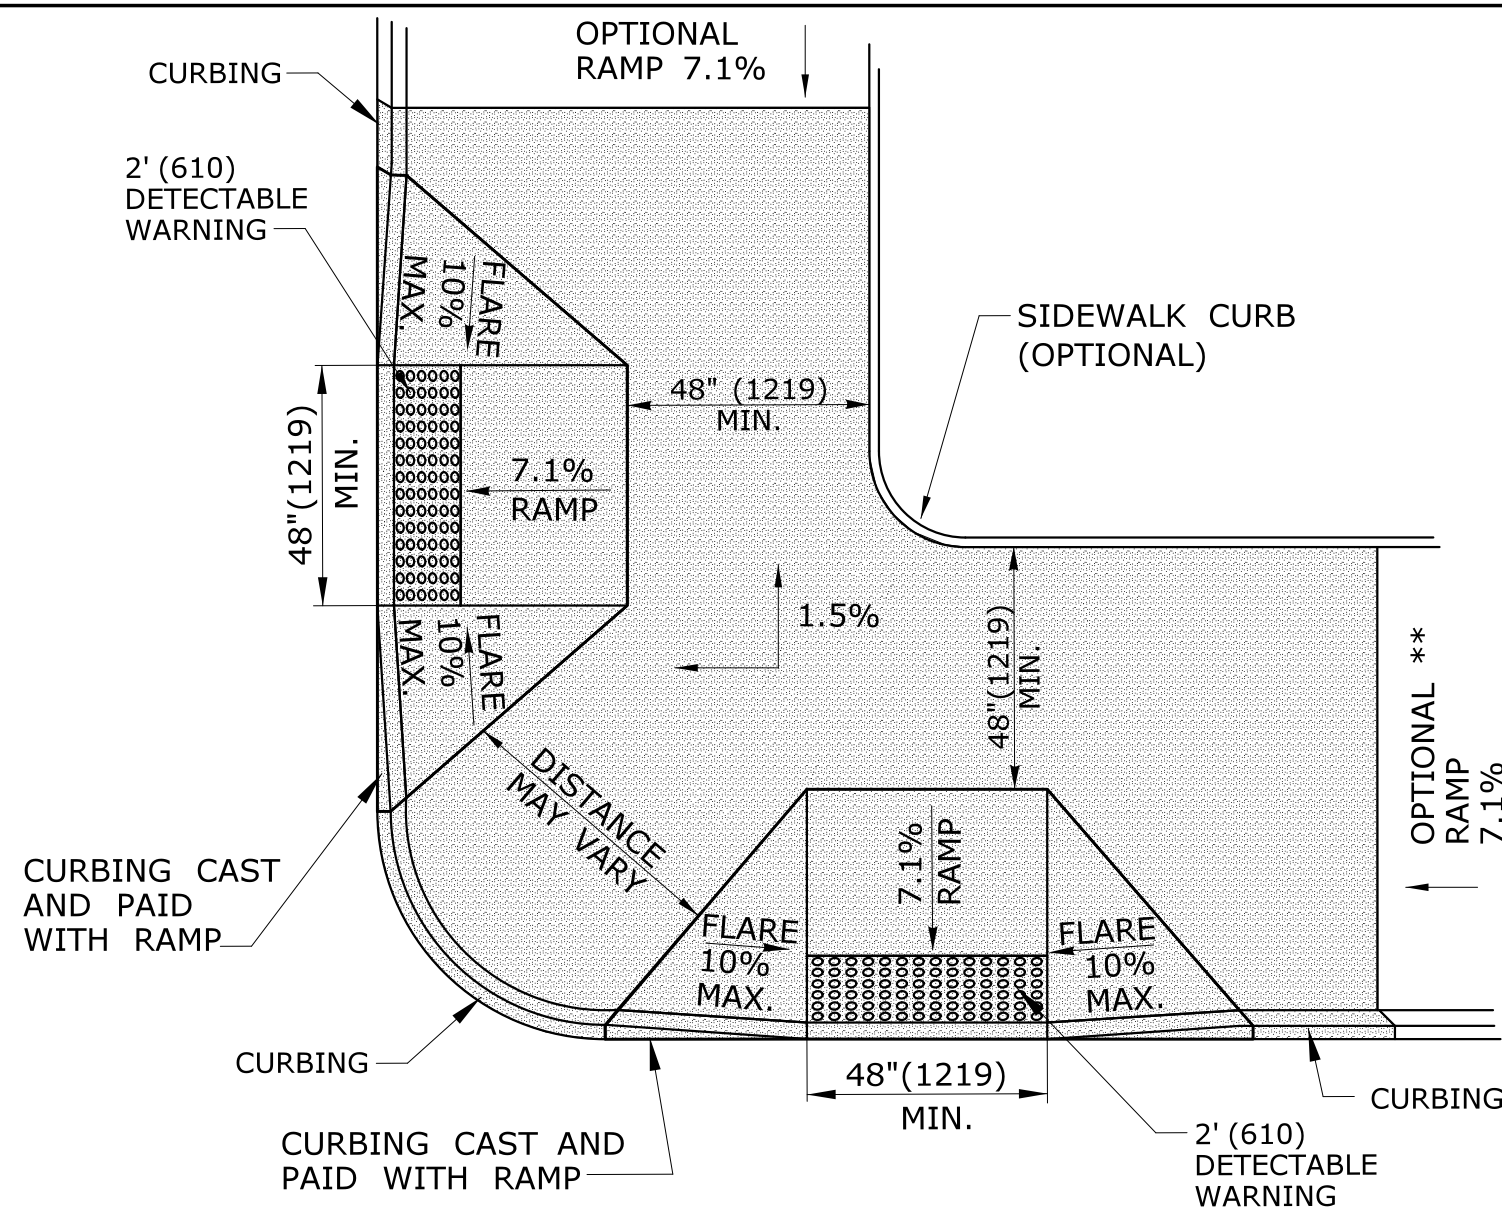 OPTIONAL
RAMP 7.1%
CURBING
2' (610)
DETECTABLE
WARNING
FLARE
10%
MAX.
SIDEWALK CURB
(OPTIONAL)
48" (1219)
MIN.
48"(1219)
MIN.
7.1%
RAMP
FLARE
10%
MAX.
1.5%
48"(1219)
MIN.
OPTIONAL **
RAMP
7.1%
DISTANCE
MAY VARY
7.1%
RAMP
CURBING CAST
AND PAID
WITH RAMP
FLARE
10%
MAX.
FLARE
10%
MAX.
CURBING
48"(1219)
MIN.
CURBING
CURBING CAST AND
PAID WITH RAMP
2' (610)
DETECTABLE
WARNING